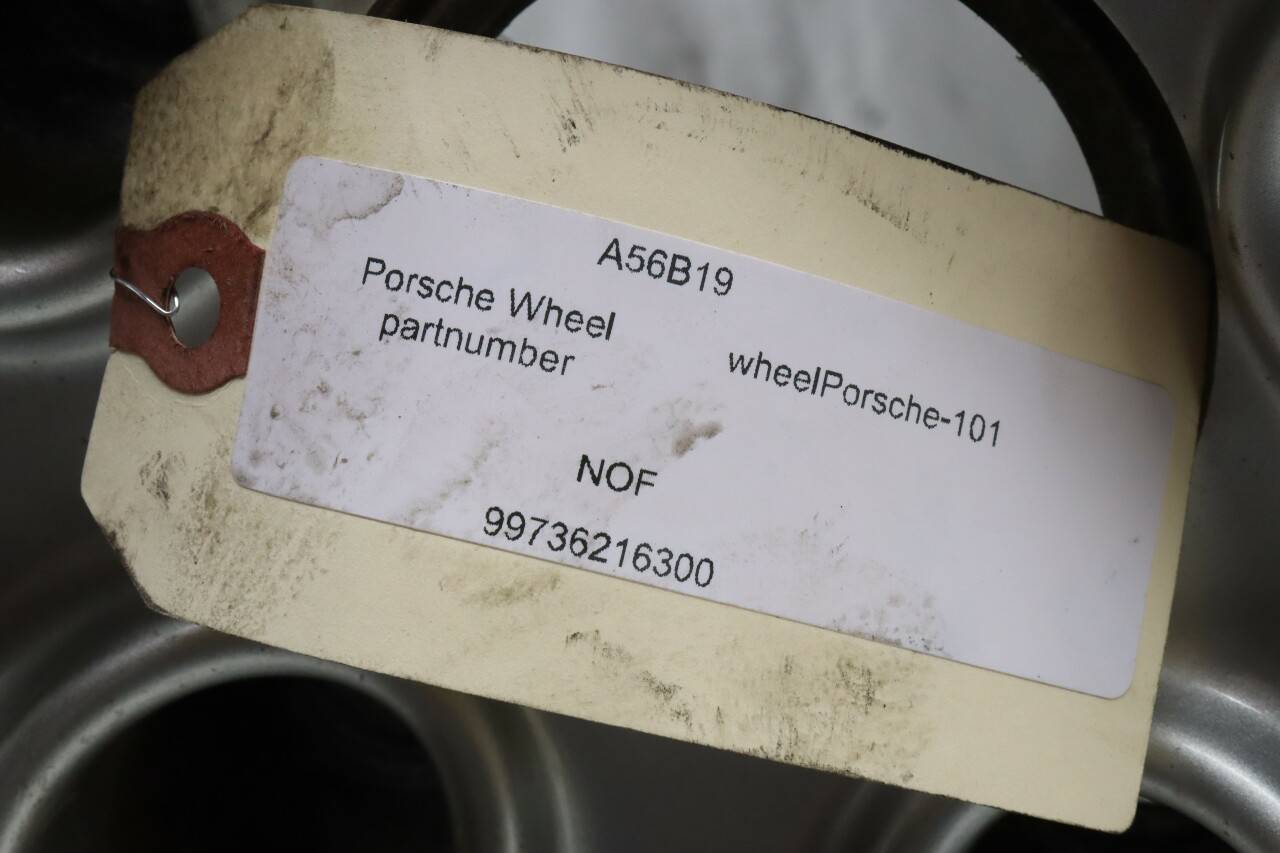 A56B19
Porsche Wheel
partnumber
wheelPorsche-101
NOF
99736216300